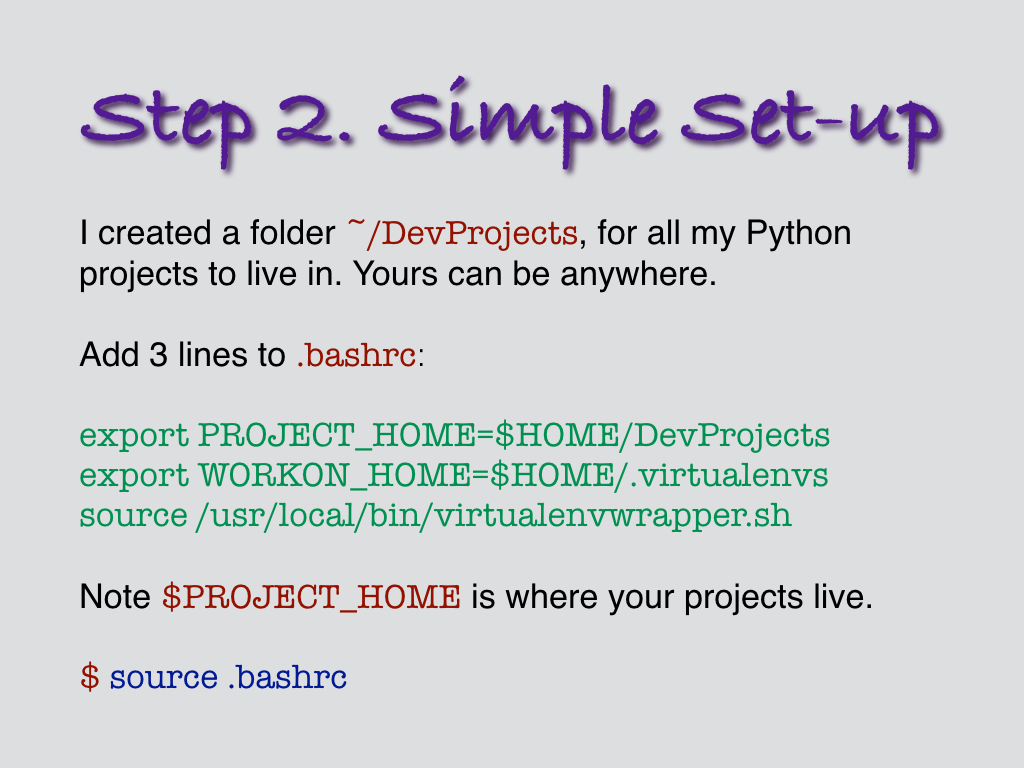 Step 2. Simple Set-up
I created a folder ~/DevProjects, for all my Python
projects to live in. Yours can be anywhere.
Add 3 lines to .bashrc:
export PROJECT_HOME=$HOME/DevProjects
export WORKON_HOME=$HOME/.virtualenvs
source /usr/local/bin/virtualenvwrapper.sh
Note $PROJECT_HOME is where your projects live.
$ source .bashrc